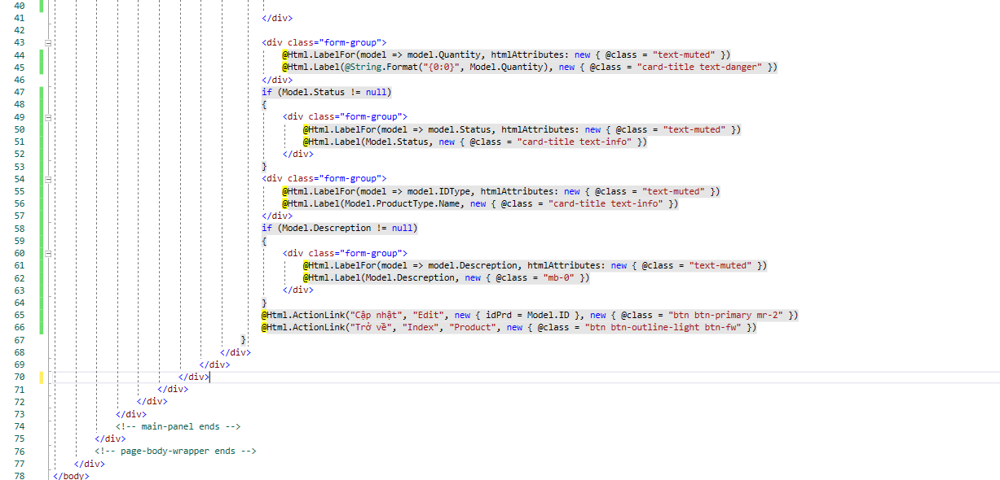 40
41 </div>
42
43 <div class="form-group">
44 @Html.LabelFor(model => model.Quantity, htmlAttributes: new { @class = "text-muted" })
45 @Html.Label(@String.Format("{0:0}", Model.Quantity), new { @class = "card-title text-danger" })
46 </div>
47 if (Model.Status != null)
48 {
49 <div class="form-group">
50 @Html.LabelFor(model => model.Status, htmlAttributes: new { @class = "text-muted" })
51 @Html.Label(Model.Status, new { @class = "card-title text-info" })
52 </div>
53 }
54 <div class="form-group">
55 @Html.LabelFor(model => model.IDType, htmlAttributes: new { @class = "text-muted" })
56 @Html.Label(Model.ProductType.Name, new { @class = "card-title text-info" })
57 </div>
58 if (Model.Descreption != null)
59 {
60 <div class="form-group">
61 @Html.LabelFor(model => model.Descreption, htmlAttributes: new { @class = "text-muted" })
62 @Html.Label(Model.Descreption, new { @class = "mb-0" })
63 </div>
64 }
65 @Html.ActionLink("Cập nhật", "Edit", new { idPrd = Model.ID }, new { @class = "btn btn-primary mr-2" })
66 @Html.ActionLink("Trở về", "Index", "Product", new { @class = "btn btn-outline-light btn-fw" })
67 }
68 </div>
69 </div>
70 </div>
71 </div>
72 </div>
73 </div>
74 <!-- main-panel ends -->
75 </div>
76 <!-- page-body-wrapper ends -->
77 </div>
78 </body>